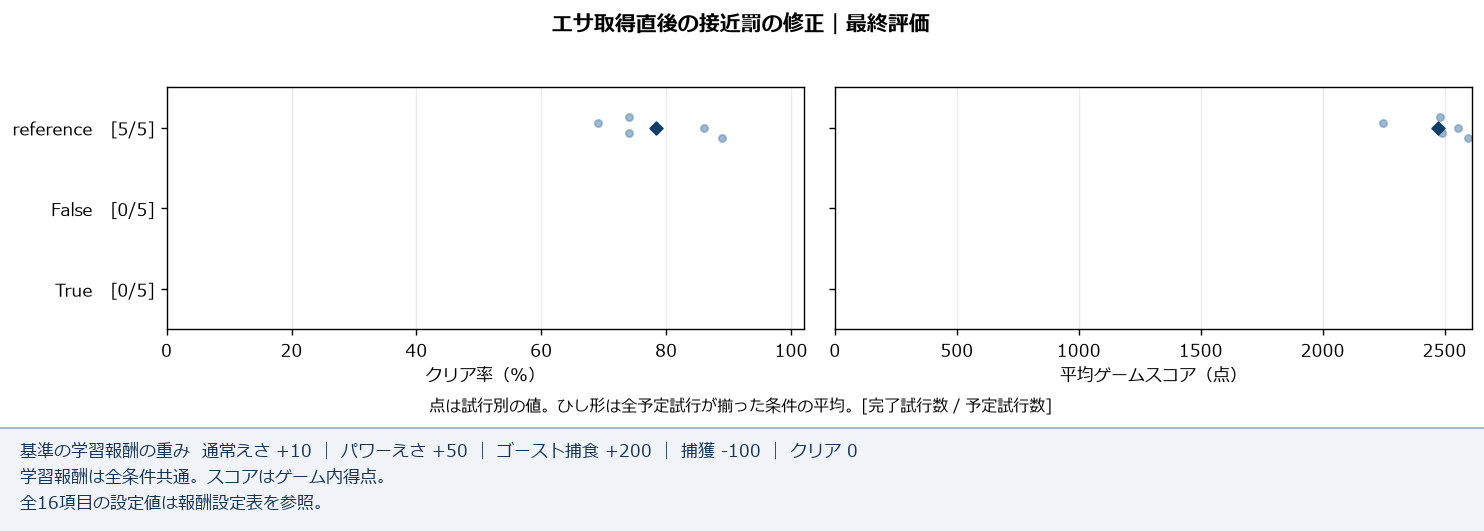 エサ取得直後の接近罰の修正｜最終評価
reference [5/5]
False [0/5]
True [0/5]
0 20 40 60 80 100
クリア率（%）
0 500 1000 1500 2000 2500
平均ゲームスコア（点）
点は試行別の値。ひし形は全予定試行が揃った条件の平均。[完了試行数 / 予定試行数]
基準の学習報酬の重み 通常えさ +10 ｜ パワーえさ +50 ｜ ゴースト捕食 +200 ｜ 捕獲 -100 ｜ クリア 0
学習報酬は全条件共通。スコアはゲーム内得点。
全16項目の設定値は報酬設定表を参照。